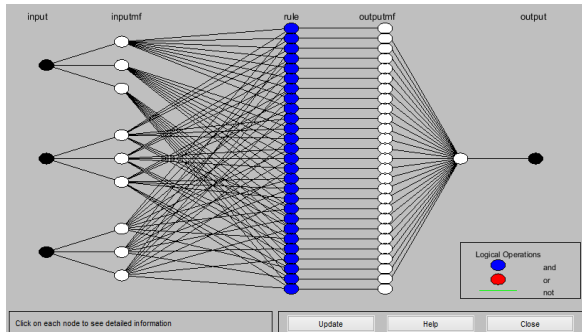 input
inputmf
rule
outputmf
output
Logical Operations
and
or
not
Click on each node to see detailed information
Update
Help
Close